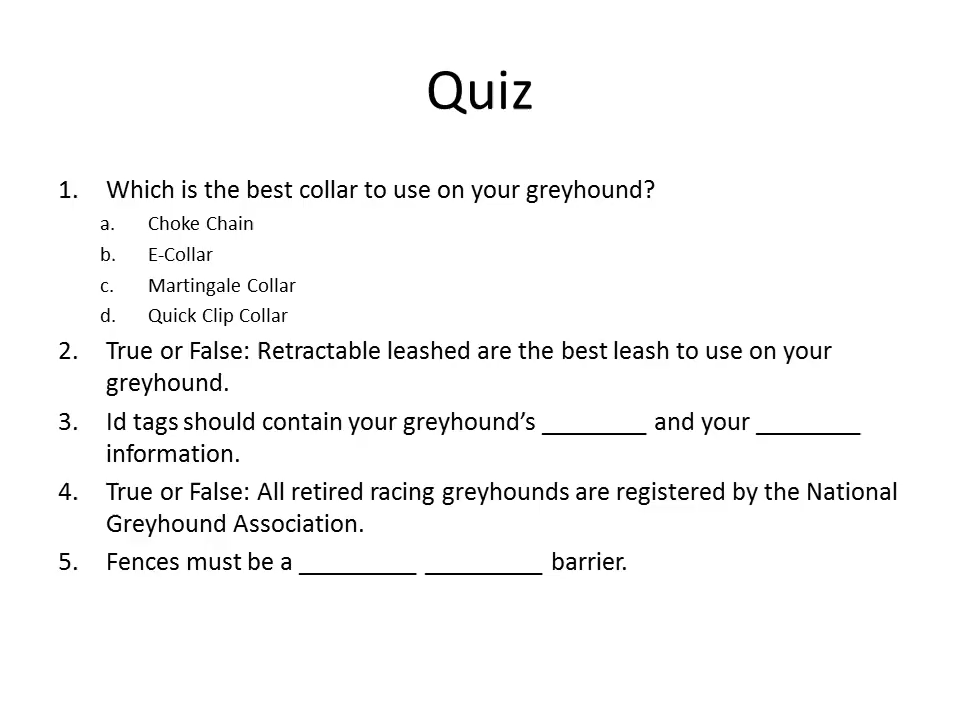 Quiz
1. Which is the best collar to use on your greyhound?
a. Choke Chain
b. E-Collar
c. Martingale Collar
d. Quick Clip Collar
2. True or False: Retractable leashed are the best leash to use on your
greyhound.
3. Id tags should contain your greyhound’s ________ and your ________
information.
4. True or False: All retired racing greyhounds are registered by the National
Greyhound Association.
5. Fences must be a _________ _________ barrier.